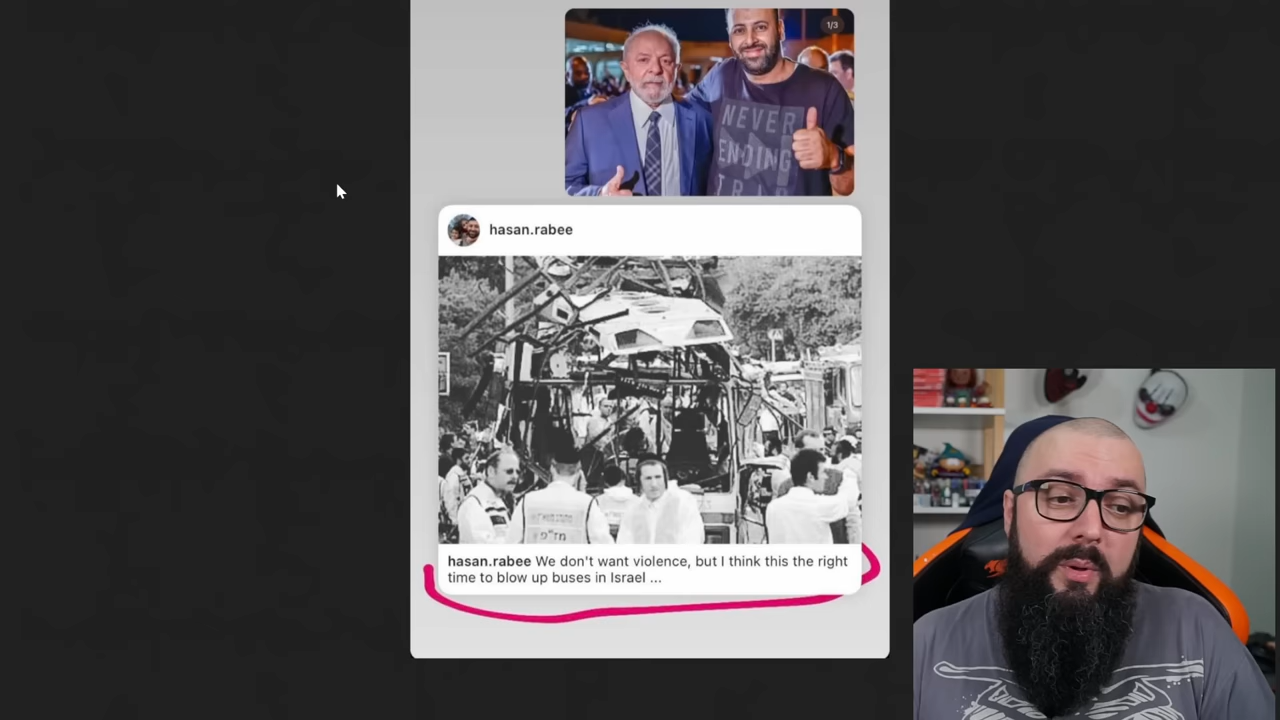 1/3
NEVER
ENDING
hasan.rabee
hasan.rabee We don't want violence, but I think this the right
time to blow up buses in Israel ...